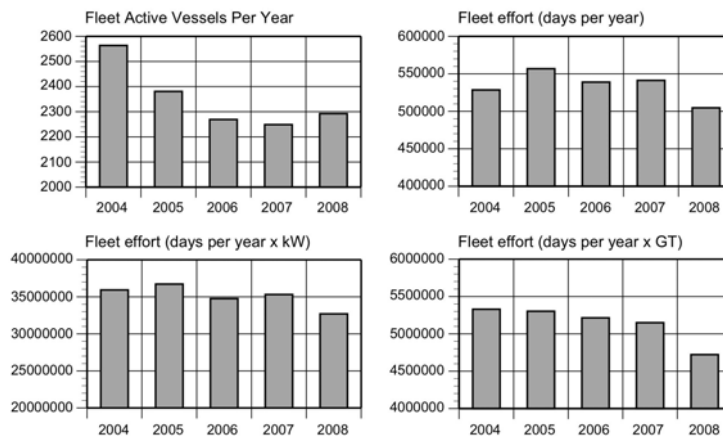 Fleet Active Vessels Per Year
2600
2500
2400
2300
2200
2100
2000
2004 2005 2006 2007 2008
Fleet effort (days per year)
600000
550000
500000
450000
400000
2004 2005 2006 2007 2008
Fleet effort (days per year x kW)
40000000
35000000
30000000
25000000
20000000
2004 2005 2006 2007 2008
Fleet effort (days per year x GT)
6000000
5500000
5000000
4500000
4000000
2004 2005 2006 2007 2008